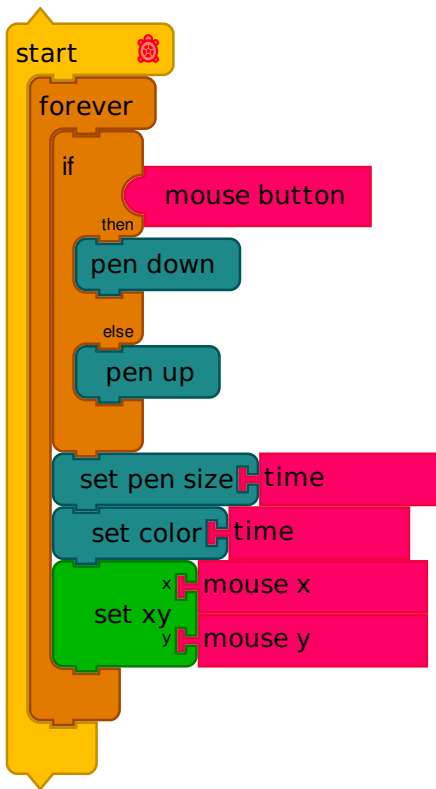 start
forever
if
mouse button
then
pen down
else
pen up
set pen size time
set color time
x mouse x
set xy
y mouse y